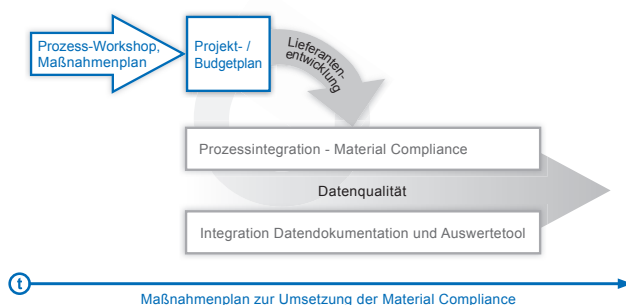 Prozess-Workshop,
Maßnahmenplan
Projekt- /
Budgetplan
Lieferanten-
entwicklung
Prozessintegration - Material Compliance
Datenqualität
Integration Datendokumentation und Auswertetool
t
Maßnahmenplan zur Umsetzung der Material Compliance